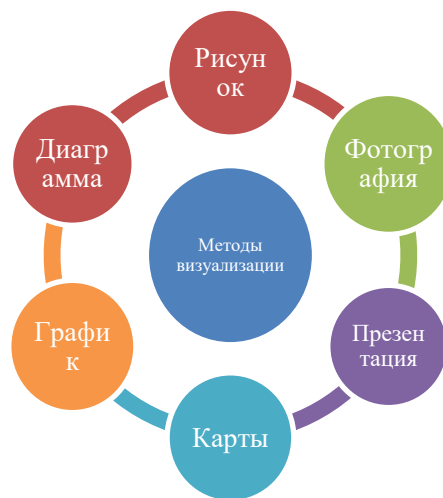 Рисун
ок
Фотогр
афия
Презен
тация
Карты
Графи
к
Диагр
амма
Методы
визуализации